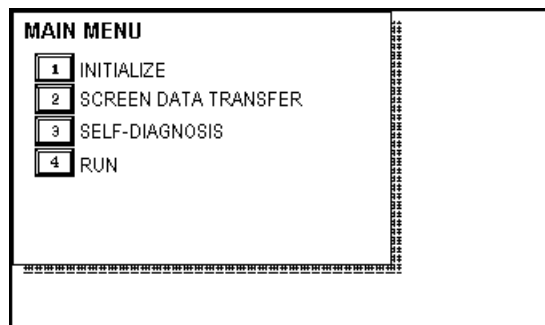 MAIN MENU
1 INITIALIZE
2 SCREEN DATA TRANSFER
3 SELF-DIAGNOSIS
4 RUN